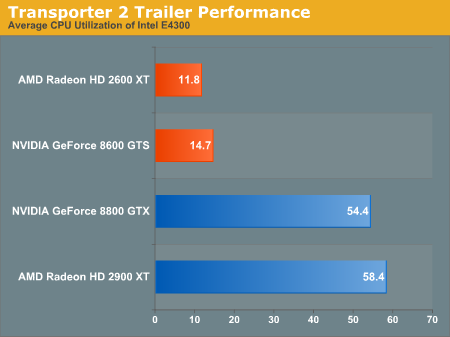 Transporter 2 Trailer Performance
Average CPU Utilization of Intel E4300
AMD Radeon HD 2600 XT 11.8
NVIDIA GeForce 8600 GTS 14.7
NVIDIA GeForce 8800 GTX 54.4
AMD Radeon HD 2900 XT 58.4
0 10 20 30 40 50 60 70